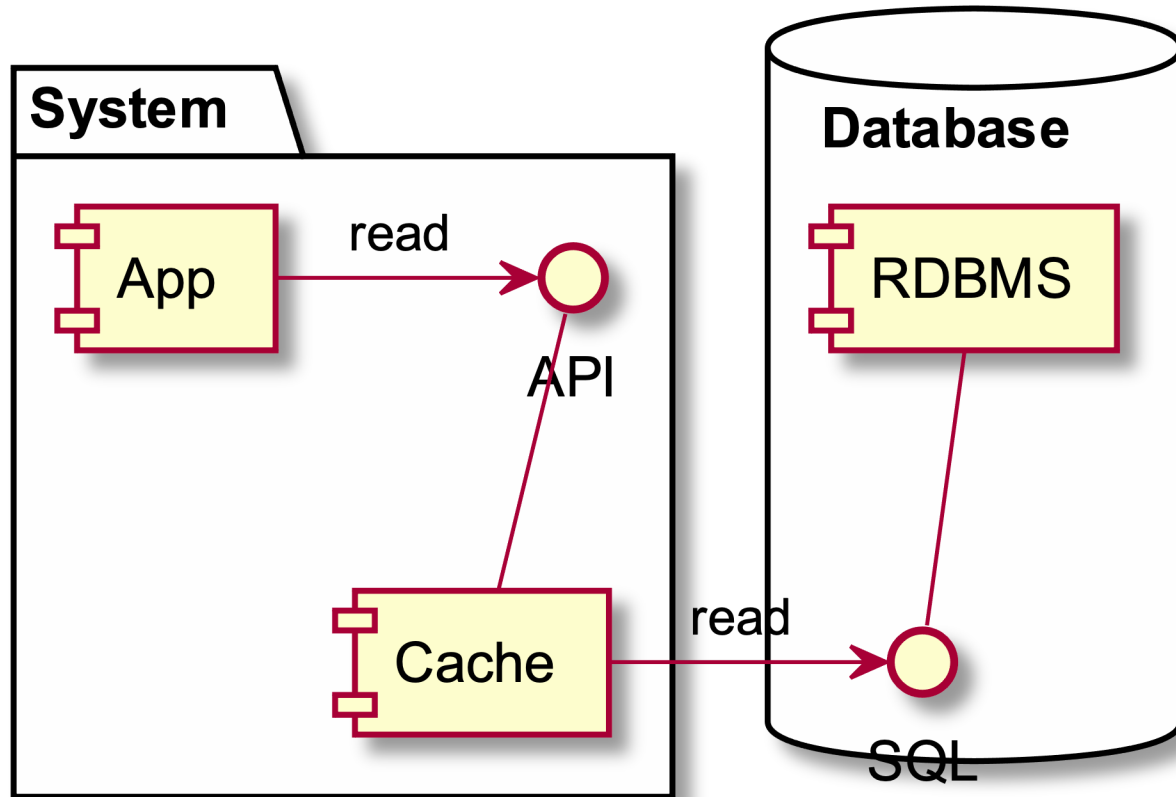 System
Database
App
read
API
RDBMS
Cache
read
SQL